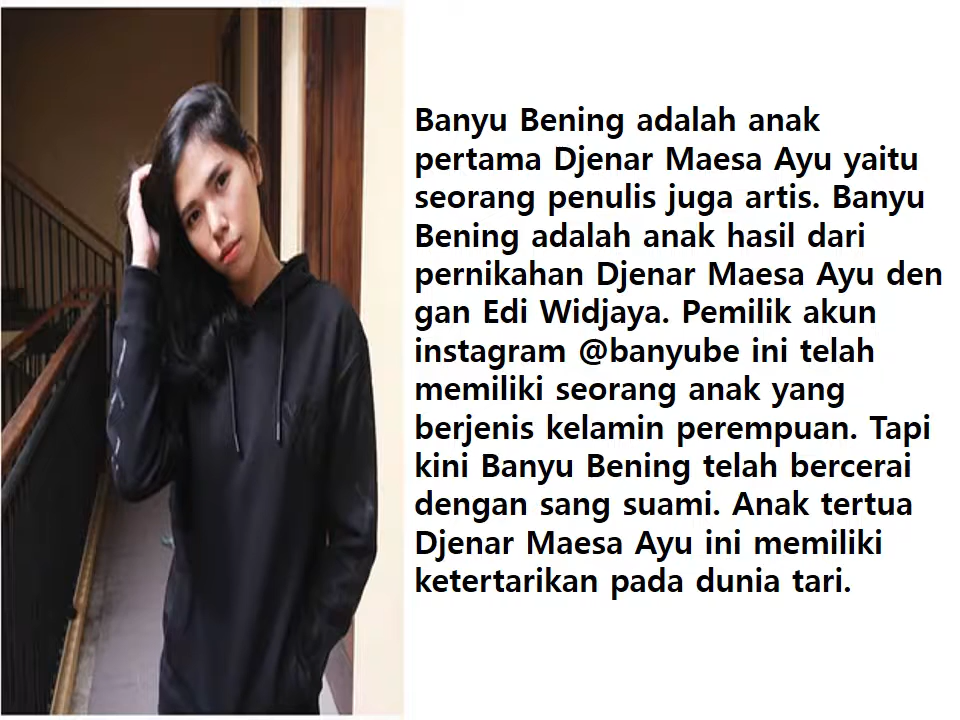 Banyu Bening adalah anak
pertama Djenar Maesa Ayu yaitu
seorang penulis juga artis. Banyu
Bening adalah anak hasil dari
pernikahan Djenar Maesa Ayu den
gan Edi Widjaya. Pemilik akun
instagram @banyube ini telah
memiliki seorang anak yang
berjenis kelamin perempuan. Tapi
kini Banyu Bening telah bercerai
dengan sang suami. Anak tertua
Djenar Maesa Ayu ini memiliki
ketertarikan pada dunia tari.